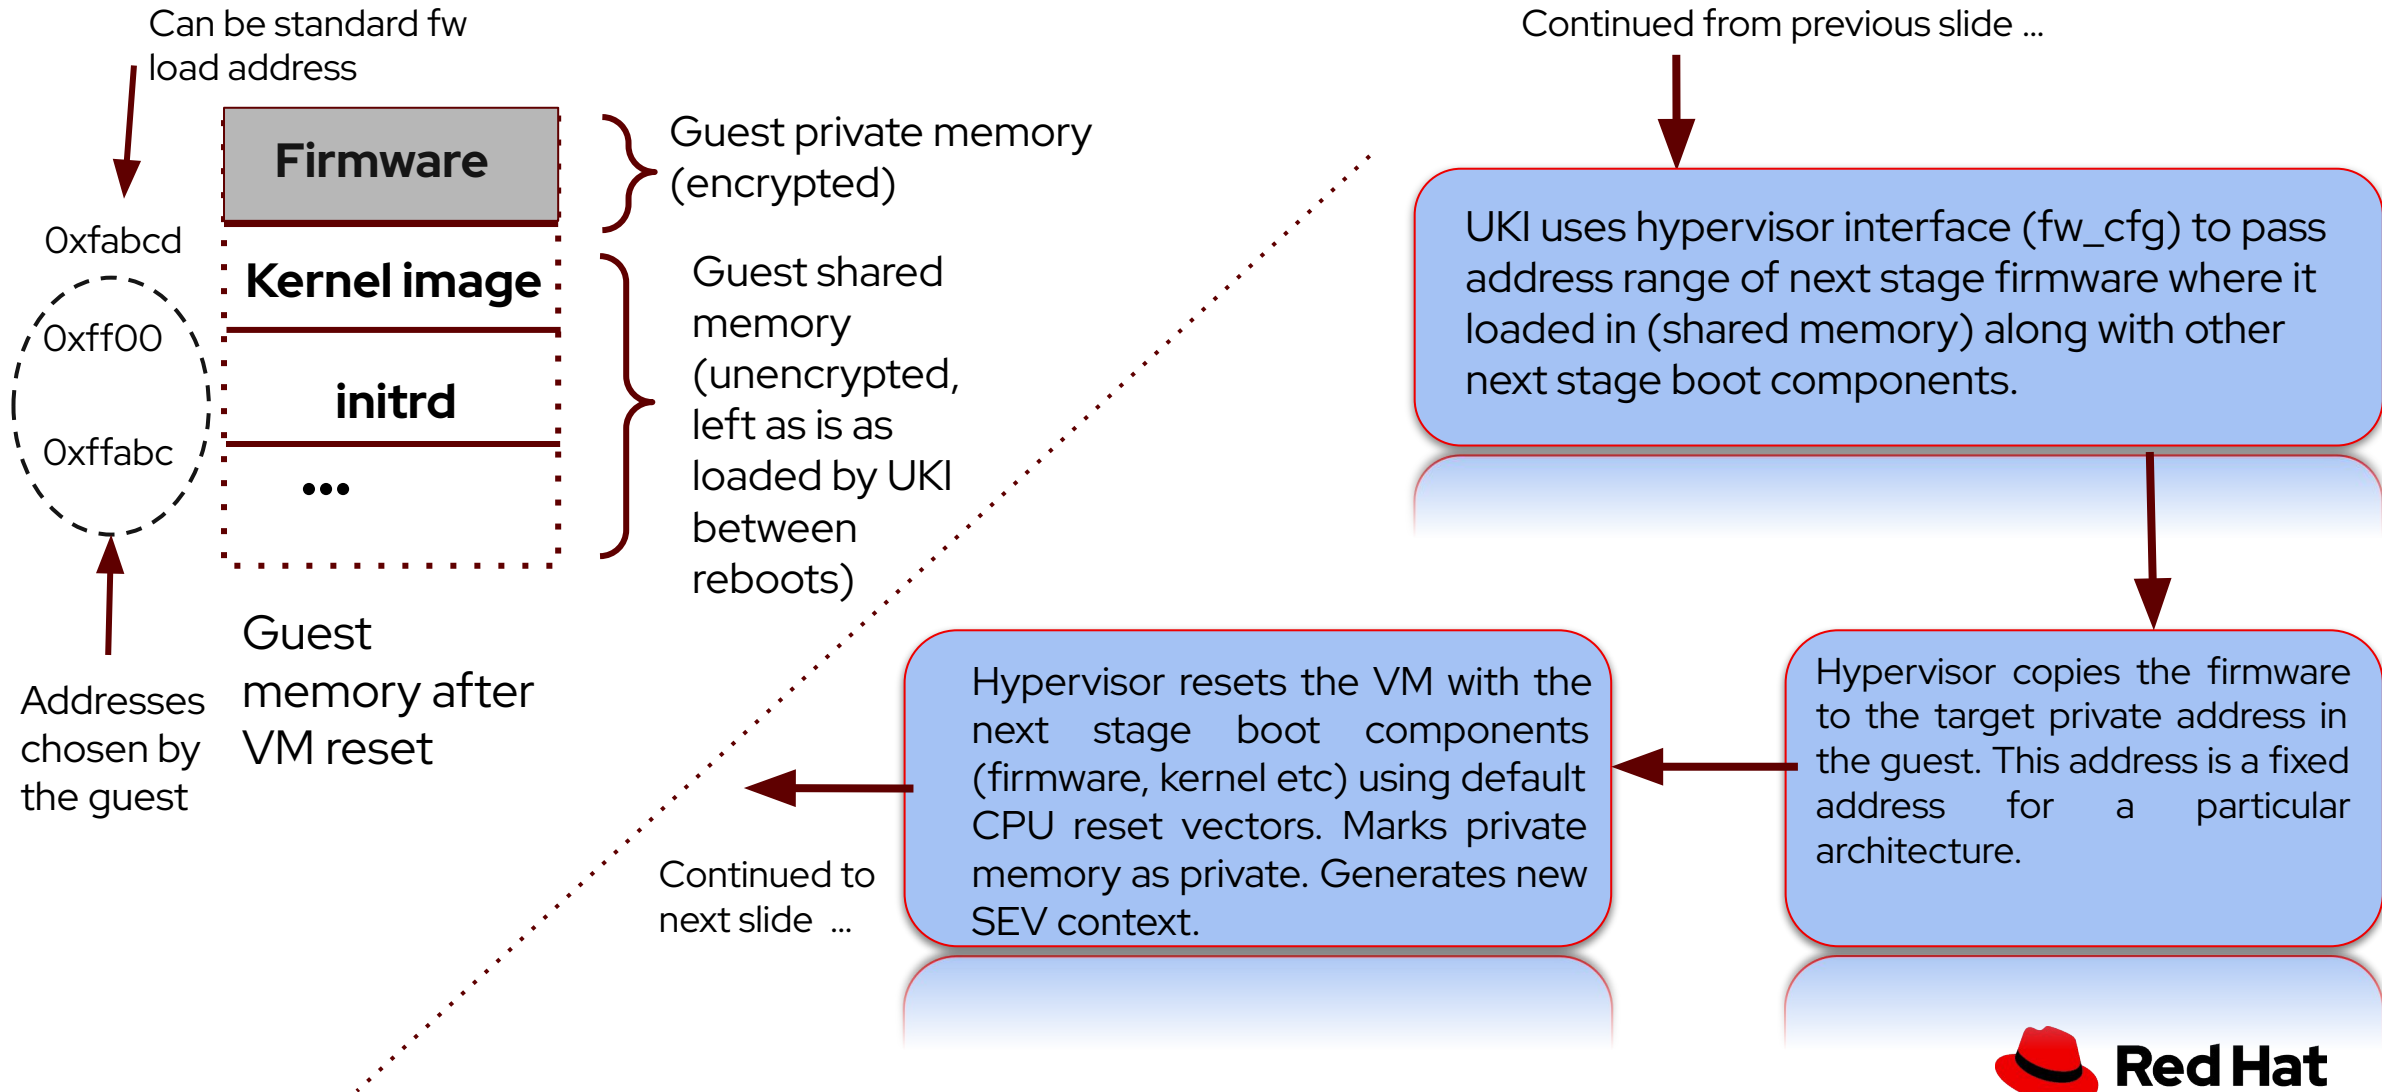 Can be standard fw
load address
Firmware
Guest private memory
(encrypted)
0xfabcd
Kernel image
0xff00
initrd
0xffabc
...
Guest shared
memory
(unencrypted,
left as is as
loaded by UKI
between
reboots)
Addresses
chosen by
the guest
Guest
memory after
VM reset
Continued from previous slide ...
UKI uses hypervisor interface (fw_cfg) to pass
address range of next stage firmware where it
loaded in (shared memory) along with other
next stage boot components.
Hypervisor copies the firmware
to the target private address in
the guest. This address is a fixed
address for a particular
architecture.
Hypervisor resets the VM with the
next stage boot components
(firmware, kernel etc) using default
CPU reset vectors. Marks private
memory as private. Generates new
SEV context.
Continued to
next slide ...
Red Hat